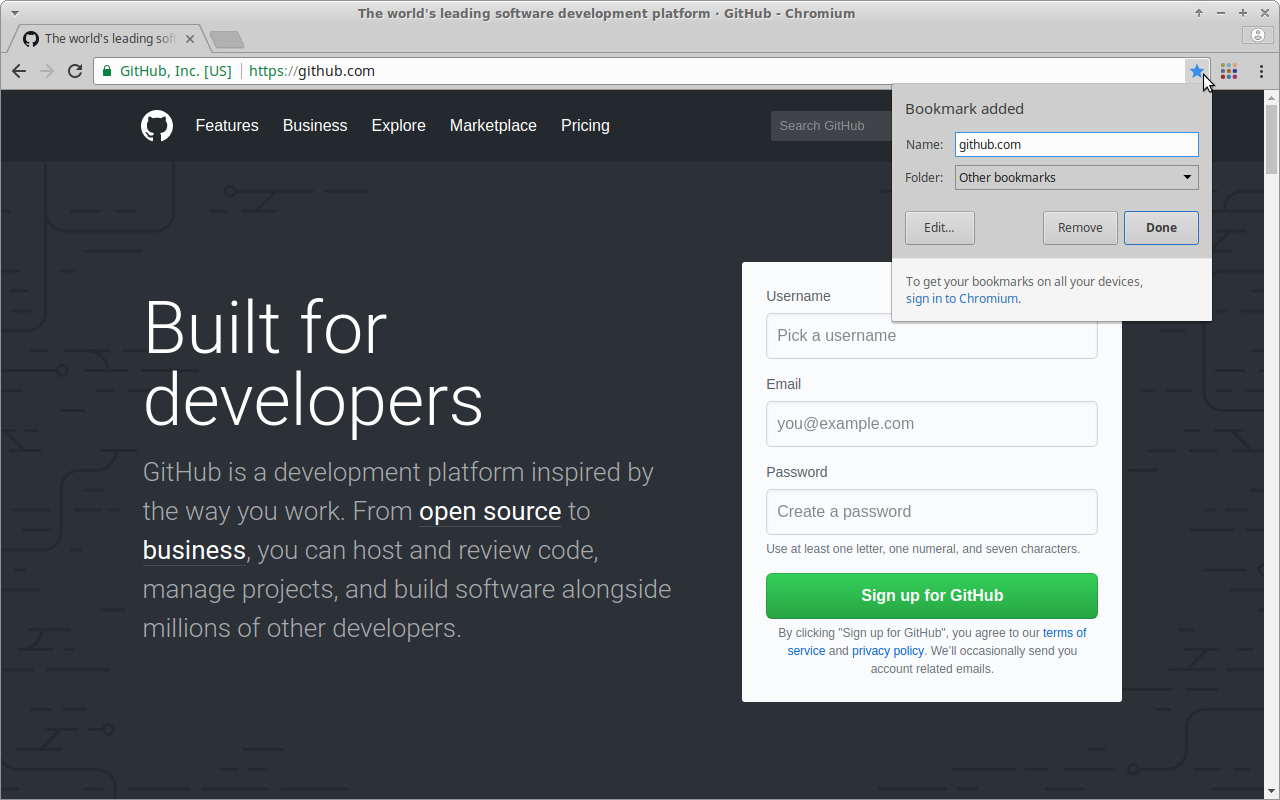 The world's leading software development platform · GitHub - Chromium
The world's leading soft
GitHub, Inc. [US] https://github.com
Features Business Explore Marketplace Pricing
Search GitHub
Bookmark added
Name: github.com
Folder: Other bookmarks
Edit... Remove Done
To get your bookmarks on all your devices,
sign in to Chromium.
Built for
developers
GitHub is a development platform inspired by
the way you work. From open source to
business, you can host and review code,
manage projects, and build software alongside
millions of other developers.
Username
Pick a username
Email
you@example.com
Password
Create a password
Use at least one letter, one numeral, and seven characters.
Sign up for GitHub
By clicking "Sign up for GitHub", you agree to our terms of
service and privacy policy. We’ll occasionally send you
account related emails.